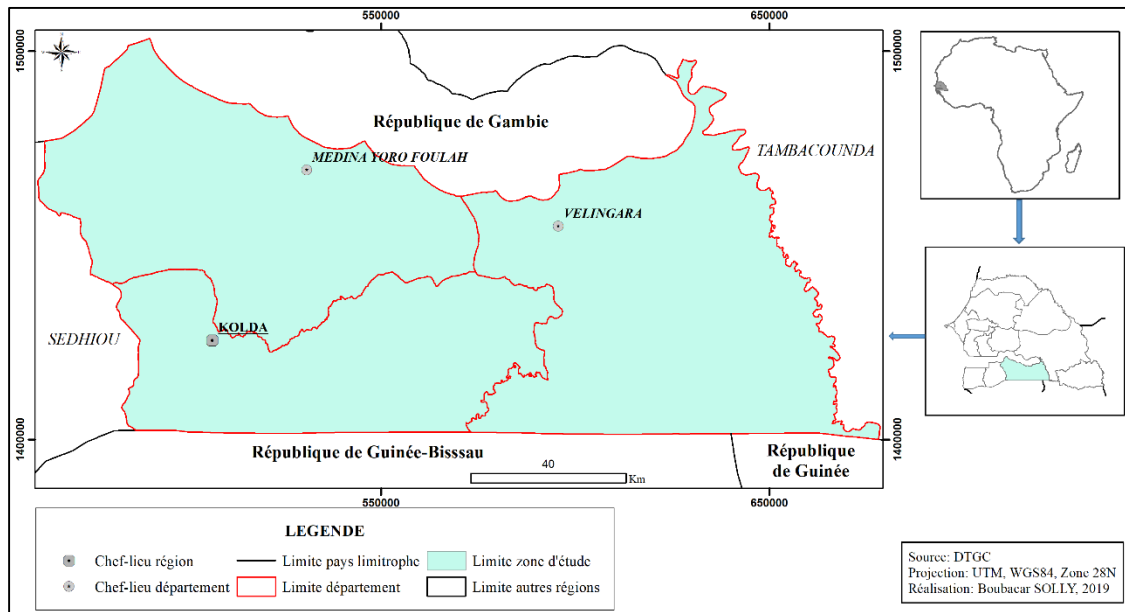 550000
650000
1500000
1500000
République de Gambie
MEDINA YORO FOULAH
TAMBACOUNDA
VELINGARA
KOLDA
SEDHIOU
République de Guinée-Bisssau
République
de Guinée
1400000
1400000
40
Km
550000
650000
LEGENDE
Chef-lieu région
Limite pays limitrophe
Limite zone d'étude
Chef-lieu département
Limite département
Limite autres régions
Source: DTGC
Projection: UTM, WGS84, Zone 28N
Réalisation: Boubacar SOLLY, 2019